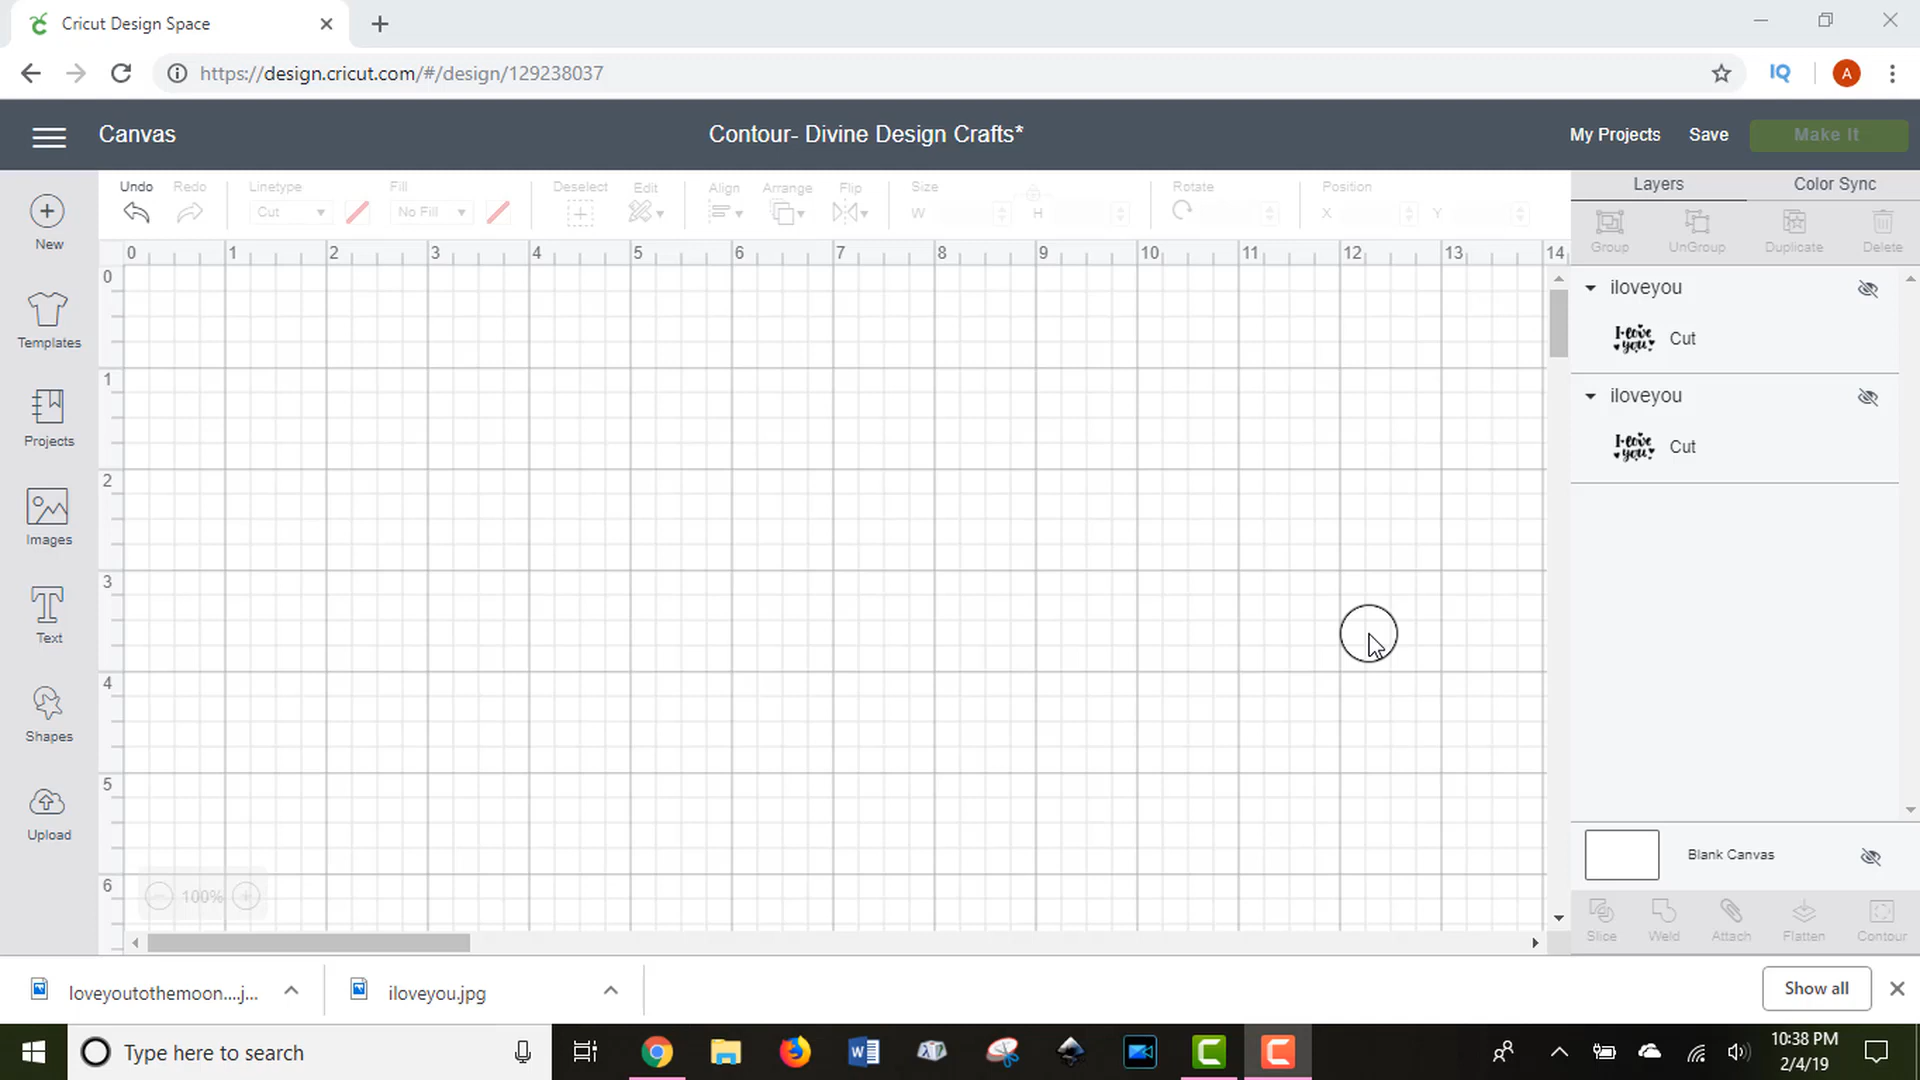 Cricut Design Space
https://design.cricut.com/#/design/129238037
IQ
A
Canvas
Contour- Divine Design Crafts*
My Projects
Save
Make It
Undo
Redo
Linetype
Cut
Fill
No Fill
Deselect
Edit
Align
Arrange
Flip
Size
W
H
Rotate
Position
X
Y
Layers
Color Sync
Group
UnGroup
Duplicate
Delete
New
Templates
Projects
Images
Text
Shapes
Upload
0 1 2 3 4 5 6 7 8 9 10 11 12 13 14
0
1
2
3
4
5
6
100%
iloveyou
I love you
Cut
iloveyou
I love you
Cut
Blank Canvas
Slice
Weld
Attach
Flatten
Contour
loveyoutothemoon....j...
iloveyou.jpg
Show all
Type here to search
10:38 PM
2/4/19